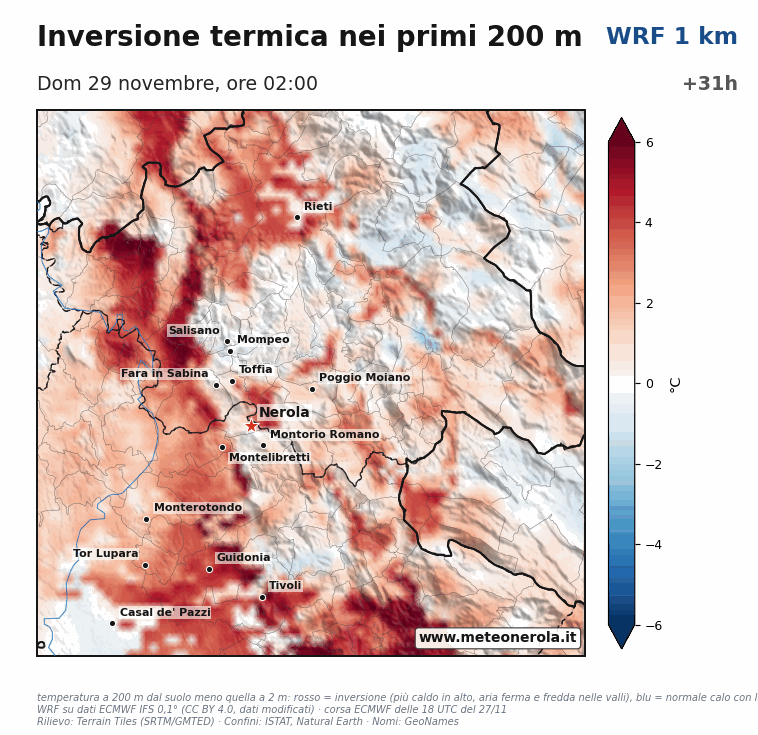 Inversione termica nei primi 200 m WRF 1 km
Dom 29 novembre, ore 02:00 +31h
Rieti
Salisano
Mompeo
Toffia
Fara in Sabina
Poggio Moiano
Nerola
Montorio Romano
Montelibretti
Monterotondo
Tor Lupara
Guidonia
Tivoli
Casal de' Pazzi
www.meteonerola.it
6
4
2
0
−2
−4
−6
°C
temperatura a 200 m dal suolo meno quella a 2 m: rosso = inversione (più caldo in alto, aria ferma e fredda nelle valli), blu = normale calo con l
WRF su dati ECMWF IFS 0,1° (CC BY 4.0, dati modificati) · corsa ECMWF delle 18 UTC del 27/11
Rilievo: Terrain Tiles (SRTM/GMTED) · Confini: ISTAT, Natural Earth · Nomi: GeoNames